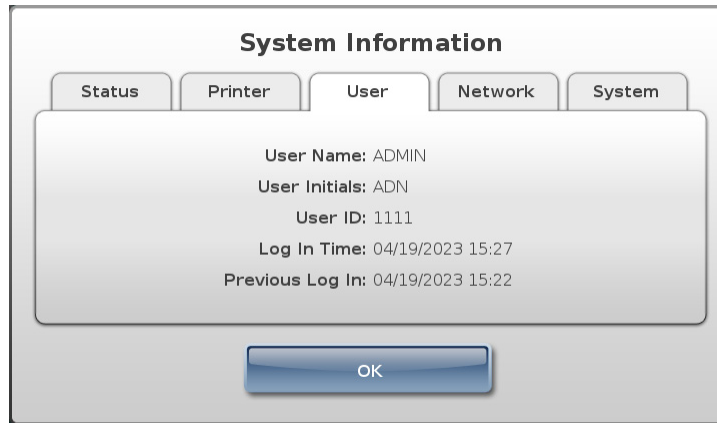 System Information
Status Printer User Network System
User Name: ADMIN
User Initials: ADN
User ID: 1111
Log In Time: 04/19/2023 15:27
Previous Log In: 04/19/2023 15:22
OK